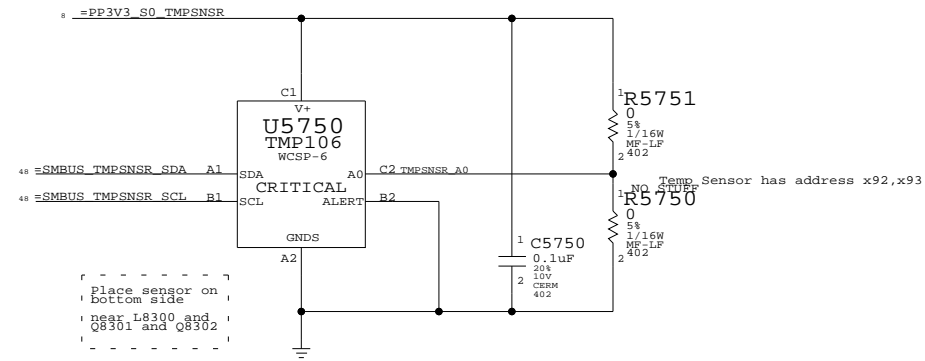 8 =PP3V3_S0_TMPSNSR
C1
V+
U5750
TMP106
WCSP-6
48 =SMBUS_TMPSNSR_SDA A1 SDA
A0 C2 TMPSNSR_A0
CRITICAL
48 =SMBUS_TMPSNSR_SCL B1 SCL
ALERT B2
GNDS
A2
1 R5751
0
5%
1/16W
MF-LF
2 402
Temp Sensor has address x92,x93
NO STUFF
1 R5750
0
5%
1/16W
MF-LF
2 402
1 C5750
0.1uF
20%
10V
2 CERM
402
Place sensor on
bottom side
near L8300 and
Q8301 and Q8302